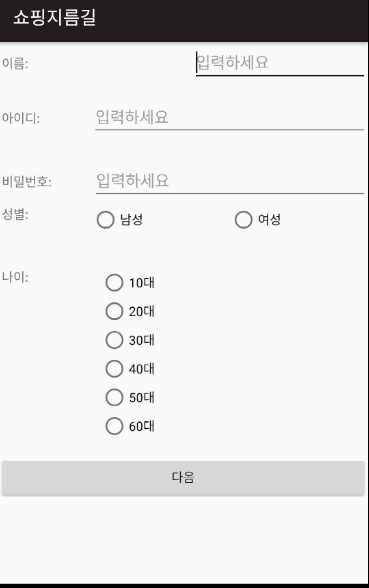 쇼핑지름길
이름: 입력하세요
아이디: 입력하세요
비밀번호: 입력하세요
성별: 남성 여성
나이: 10대
20대
30대
40대
50대
60대
다음